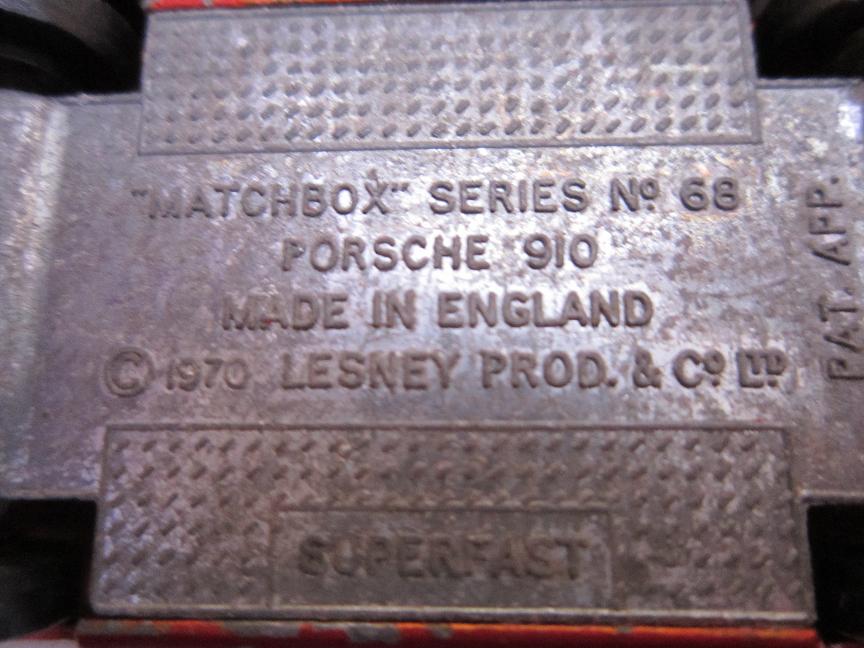 "MATCHBOX" SERIES Nº 68
PORSCHE 910
MADE IN ENGLAND
© 1970 LESNEY PROD. & Cº LTD
SUPERFAST
PAT. APP.